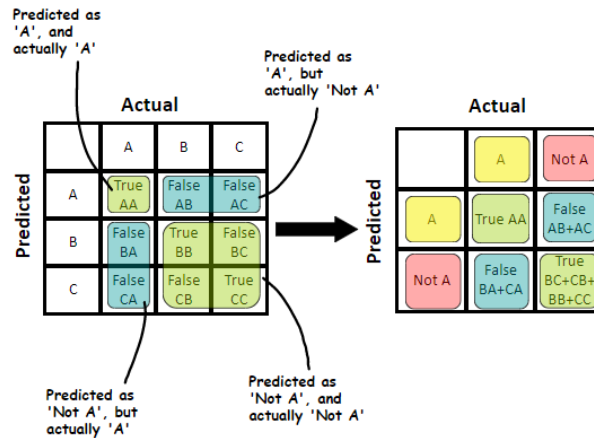 Predicted as
'A', and
actually 'A'
Predicted as
'A', but
actually 'Not A'
Actual
Predicted
A
B
C
A
True
AA
False
AB
False
AC
B
False
BA
True
BB
False
BC
C
False
CA
False
CB
True
CC
Predicted as
'Not A', but
actually 'A'
Predicted as
'Not A', and
actually 'Not A'
Actual
Predicted
A
Not A
A
True AA
False
AB+AC
Not A
False
BA+CA
True
BC+CB+
BB+CC